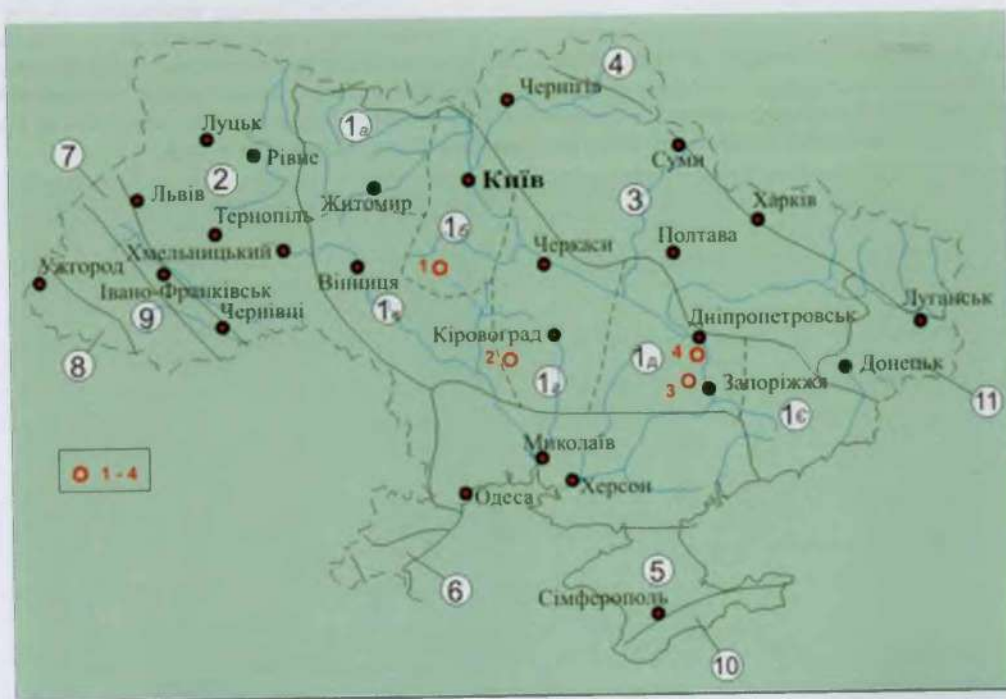 4
Чернігів
1а
Луцьк
Рівне
Суми
7
2
Київ
3
Львів
Житомир
Харків
Тернопіль
1б
Полтава
Хмельницький
Черкаси
Ужгород
1
Вінниця
Івано-Франківськ
Луганськ
9
1в
Дніпропетровськ
Чернівці
Кіровоград
4
8
2
1д
Донецьк
1г
3
Запоріжжя
11
1є
Миколаїв
1 - 4
Херсон
Одеса
6
5
Сімферополь
10